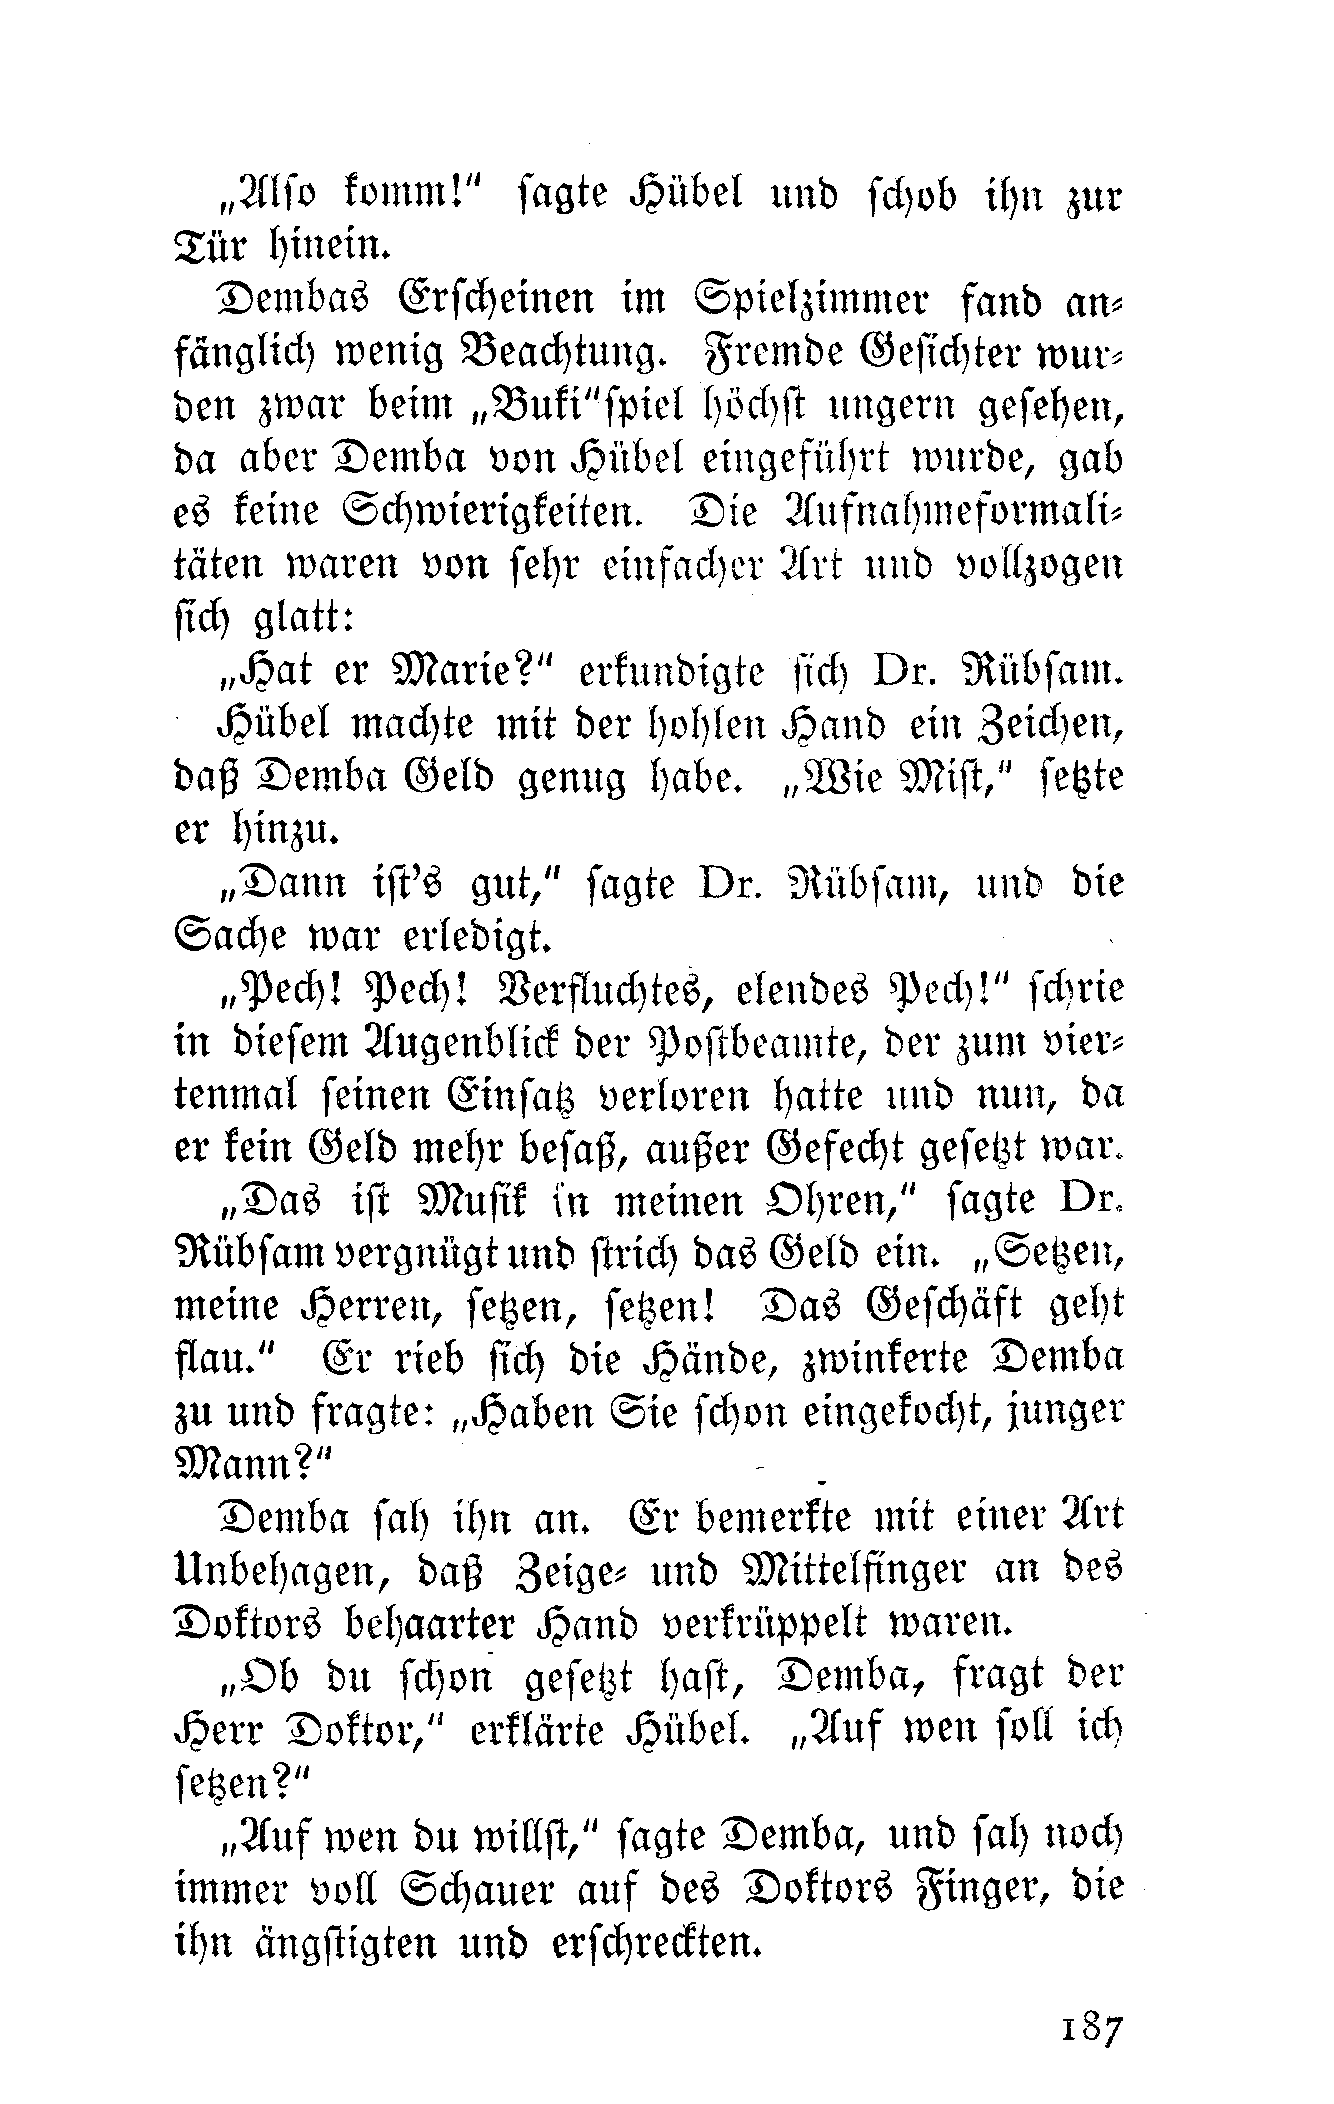 „Also komm!“ sagte Hübel und schob ihn zur
Tür hinein.
Dembas Erscheinen im Spielzimmer fand an-
fänglich wenig Beachtung. Fremde Gesichter wur-
den zwar beim „Buki“spiel höchst ungern gesehen,
da aber Demba von Hübel eingeführt wurde, gab
es keine Schwierigkeiten. Die Aufnahmeformali-
täten waren von sehr einfacher Art und vollzogen
sich glatt:
„Hat er Marie?“ erkundigte sich Dr. Rübsam.
Hübel machte mit der hohlen Hand ein Zeichen,
daß Demba Geld genug habe. „Wie Mist,“ setzte
er hinzu.
„Dann ist's gut,“ sagte Dr. Rübsam, und die
Sache war erledigt.
„Pech! Pech! Verfluchtes, elendes Pech!“ schrie
in diesem Augenblick der Postbeamte, der zum vier-
tenmal seinen Einsatz verloren hatte und nun, da
er kein Geld mehr besaß, außer Gefecht gesetzt war.
„Das ist Musik in meinen Ohren,“ sagte Dr.
Rübsam vergnügt und strich das Geld ein. „Setzen,
meine Herren, setzen, setzen! Das Geschäft geht
flau.“ Er rieb sich die Hände, zwinkerte Demba
zu und fragte: „Haben Sie schon eingekocht, junger
Mann?“
Demba sah ihn an. Er bemerkte mit einer Art
Unbehagen, daß Zeige- und Mittelfinger an des
Doktors behaarter Hand verkrüppelt waren.
„Ob du schon gesetzt hast, Demba, fragt der
Herr Doktor,“ erklärte Hübel. „Auf wen soll ich
setzen?“
„Auf wen du willst,“ sagte Demba, und sah noch
immer voll Schauer auf des Doktors Finger, die
ihn ängstigten und erschreckten.
187